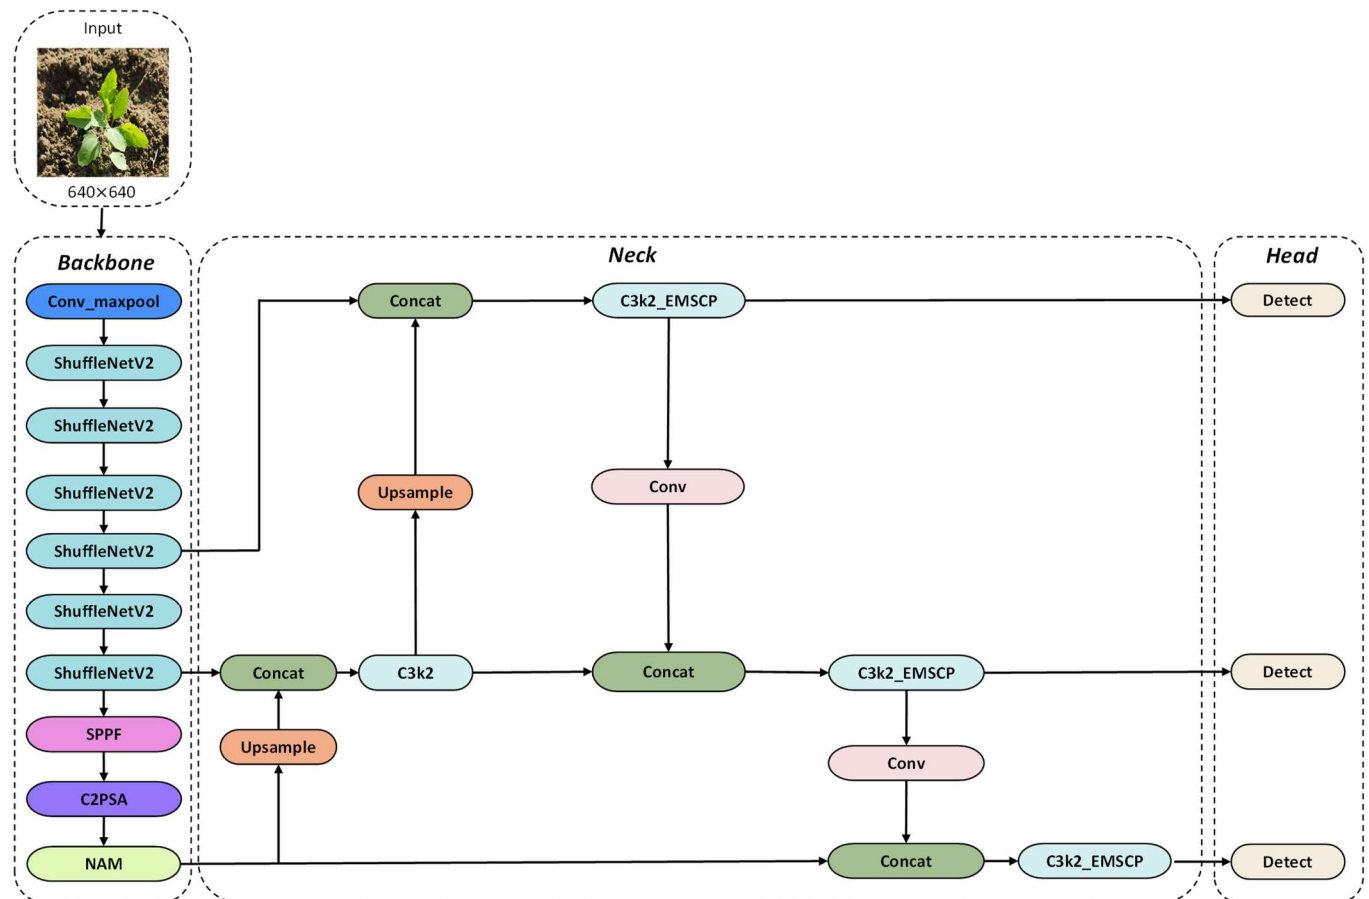 Input
640×640
Backbone
Conv_maxpool
ShuffleNetV2
ShuffleNetV2
ShuffleNetV2
ShuffleNetV2
ShuffleNetV2
ShuffleNetV2
SPPF
C2PSA
NAM
Neck
Concat
C3k2_EMSCP
Upsample
Conv
Concat
C3k2
Concat
C3k2_EMSCP
Upsample
Conv
Concat
C3k2_EMSCP
Head
Detect
Detect
Detect